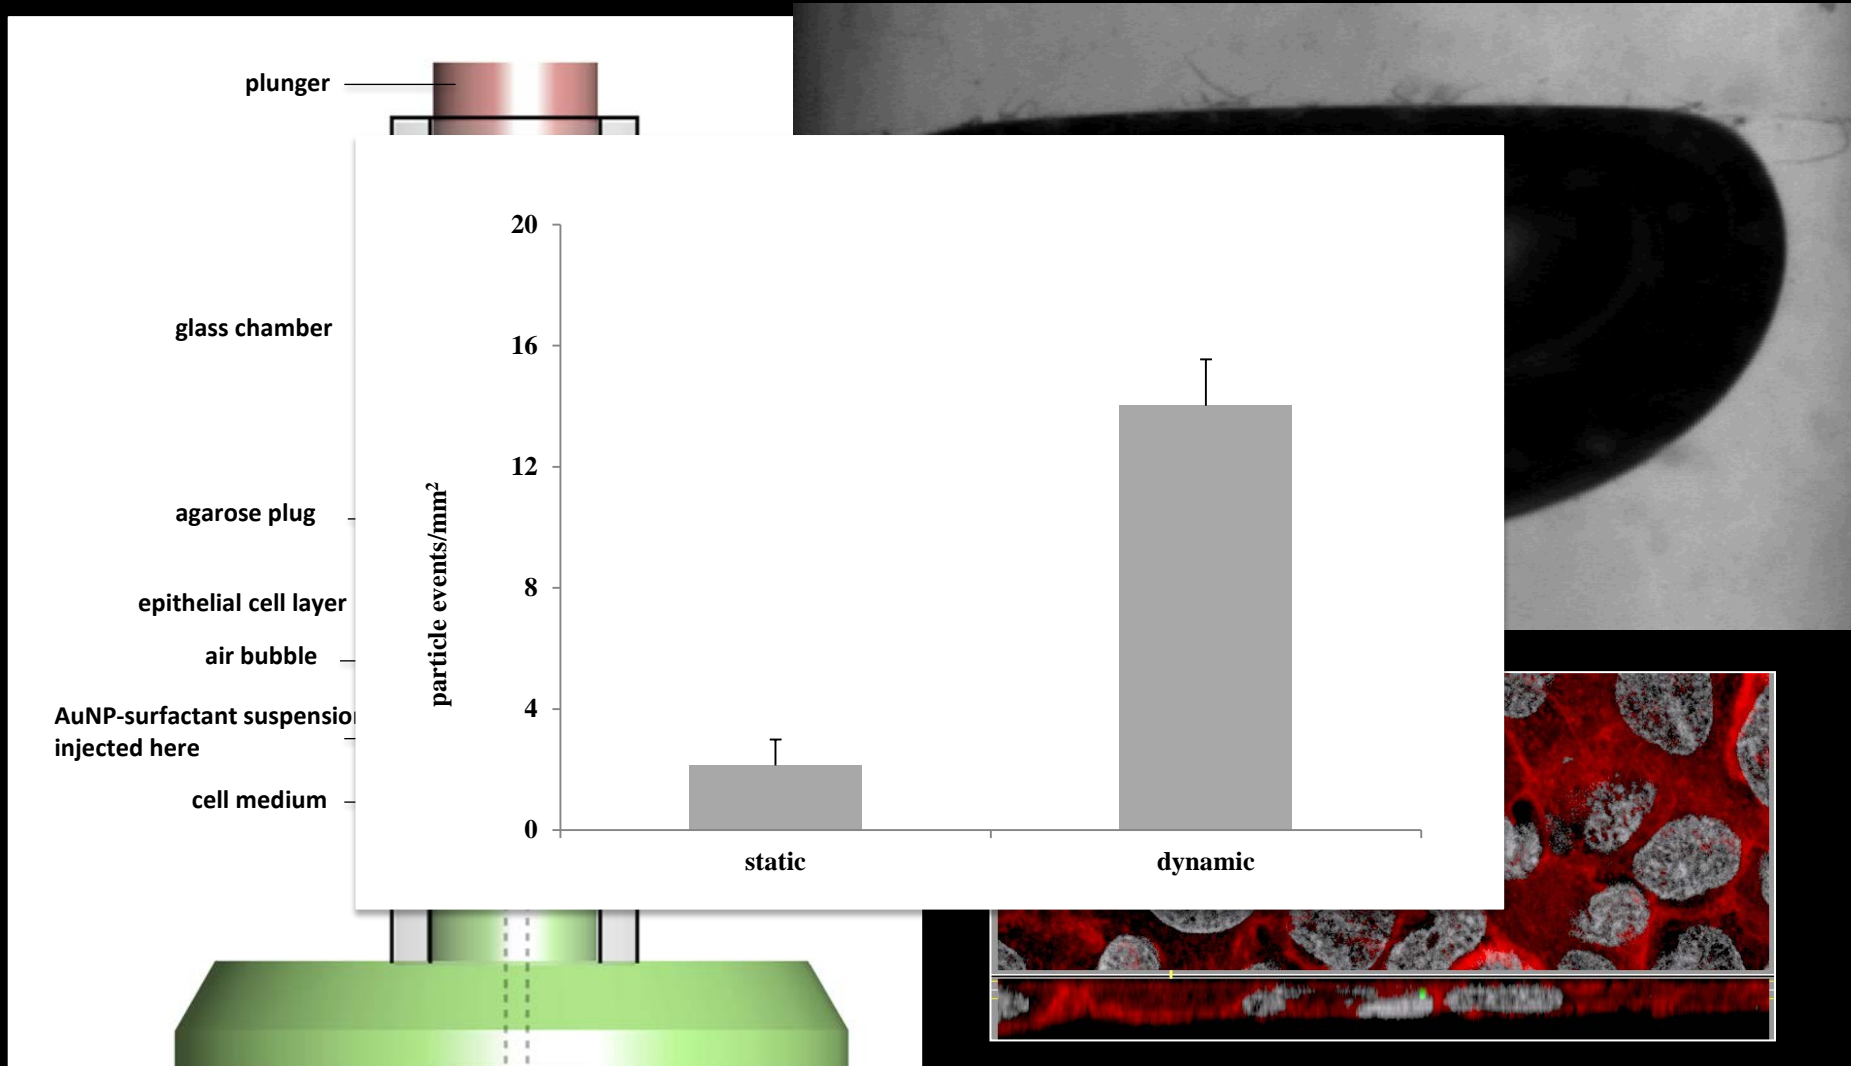 plunger
glass chamber
agarose plug
epithelial cell layer
air bubble
AuNP-surfactant
injected here
cell medium
20
16
12
8
4
0
particle events/mm²
static
dynamic